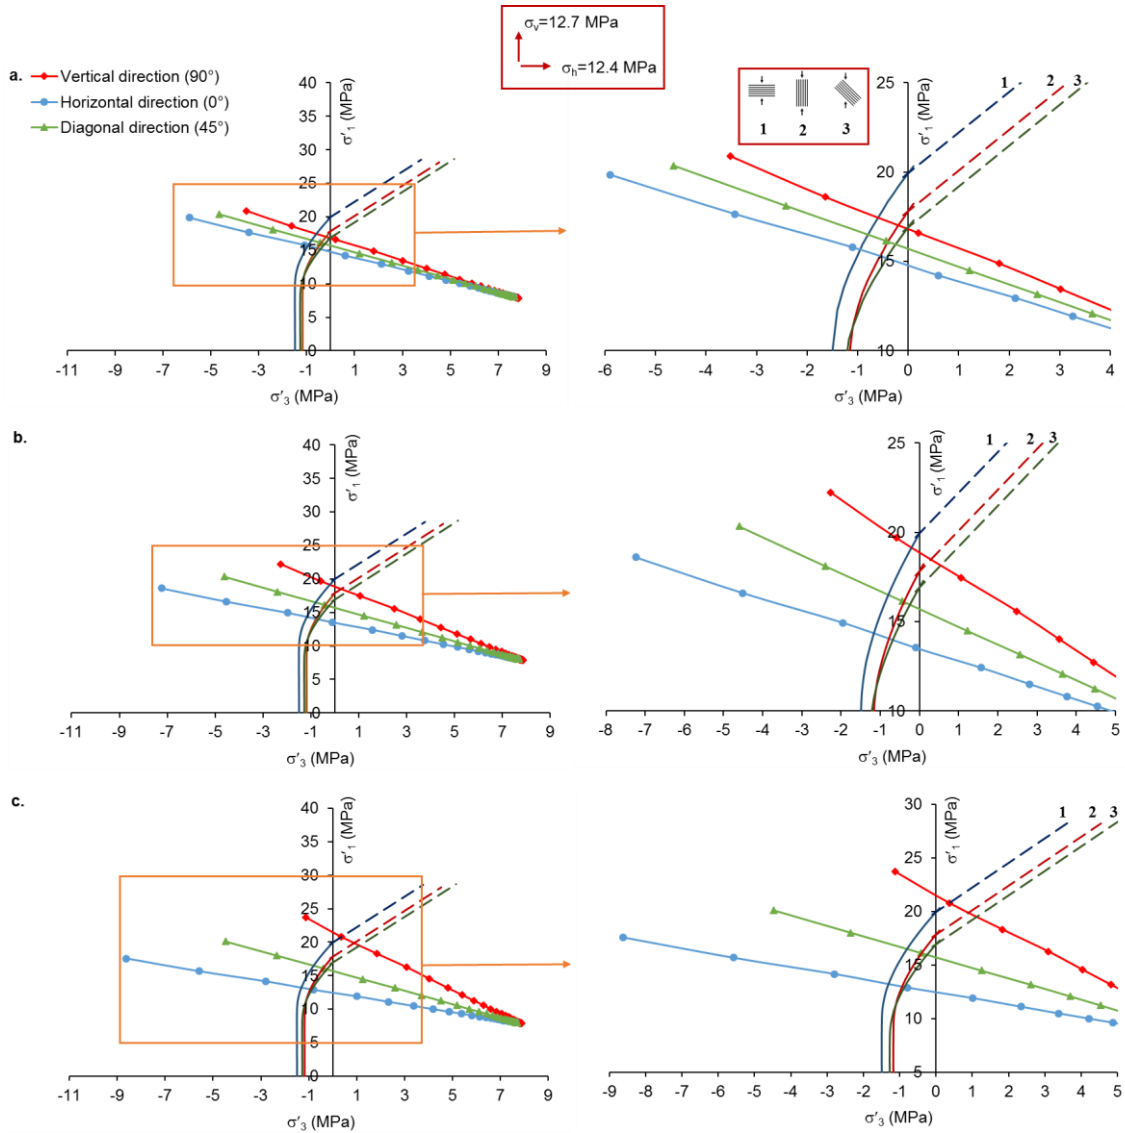 σv=12.7 MPa
σh=12.4 MPa
a.
Vertical direction (90°)
Horizontal direction (0°)
Diagonal direction (45°)
40
35
30
25
20
15
10
5
0
σ′1 (MPa)
-11 -9 -7 -5 -3 -1 1 3 5 7 9
σ′3 (MPa)
1 2 3
25
20
15
10
σ′1 (MPa)
1 2 3
-6 -5 -4 -3 -2 -1 0 1 2 3 4
σ′3 (MPa)
b.
40
35
30
25
20
15
10
5
0
σ′1 (MPa)
-11 -9 -7 -5 -3 -1 1 3 5 7 9
σ′3 (MPa)
25
20
15
10
σ′1 (MPa)
1 2 3
-8 -7 -6 -5 -4 -3 -2 -1 0 1 2 3 4 5
σ′3 (MPa)
c.
40
35
30
25
20
15
10
5
0
σ′1 (MPa)
-11 -9 -7 -5 -3 -1 1 3 5 7 9
σ′3 (MPa)
30
25
20
15
10
5
σ′1 (MPa)
1 2 3
-9 -8 -7 -6 -5 -4 -3 -2 -1 0 1 2 3 4 5
σ′3 (MPa)